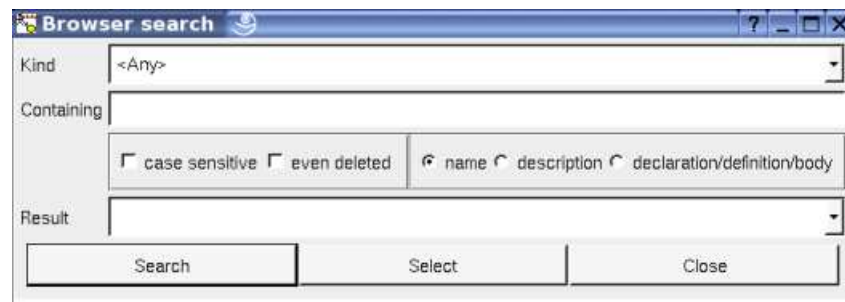 Browser search
Kind <Any>
Containing
case sensitive even deleted name description declaration/definition/body
Result
Search Select Close